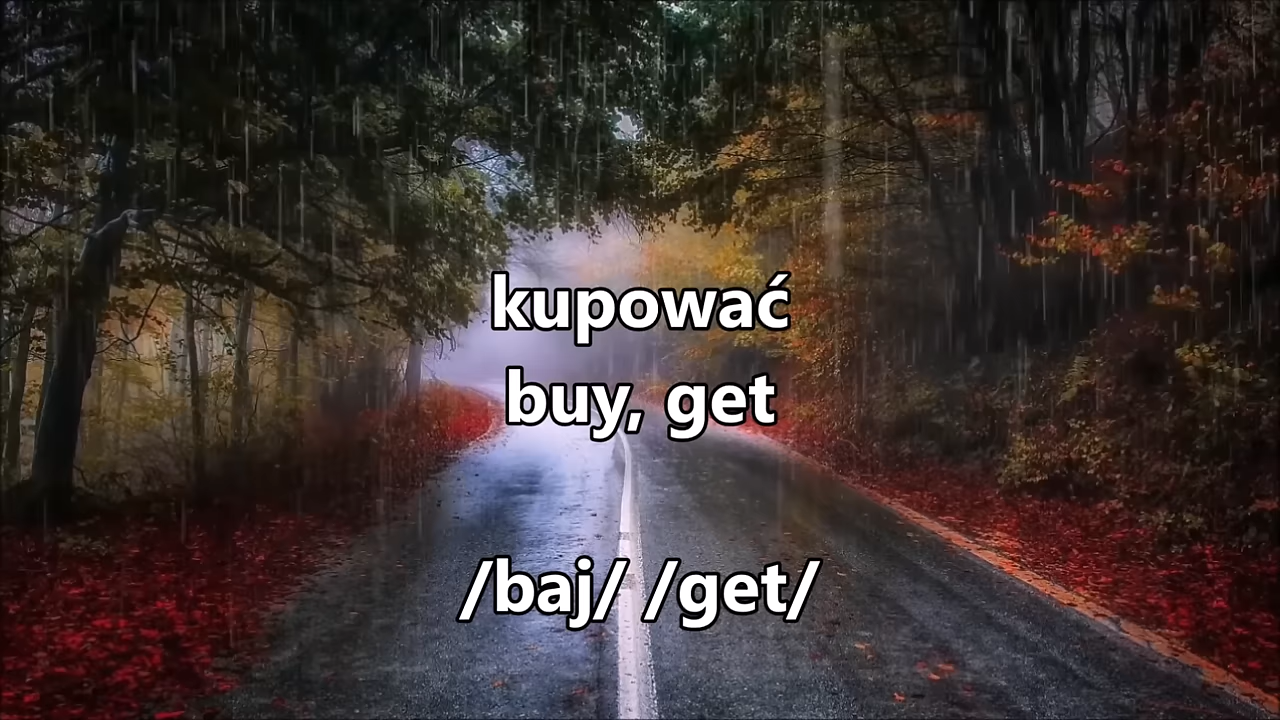 kupować
buy, get
/baj/ /get/